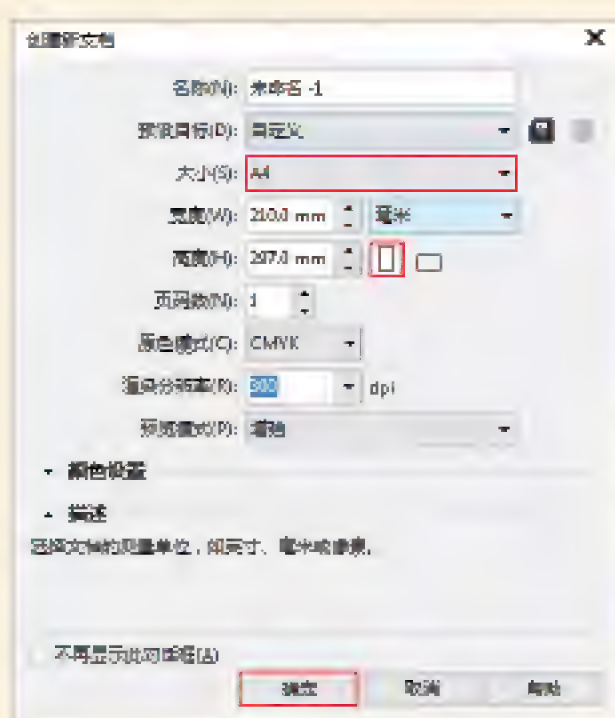 创建新文档
名称(N): 未命名 -1
预设目标(D): 自定义
大小(S): A4
宽度(W): 210.0 mm 毫米
高度(H): 297.0 mm
页码数(N): 1
原色模式(C): CMYK
渲染分辨率(R): 300 dpi
预览模式(P): 增强
颜色设置
描述
选择文档的测量单位，如英寸、毫米或像素。
不再显示此对话框(A)
确定 取消 帮助